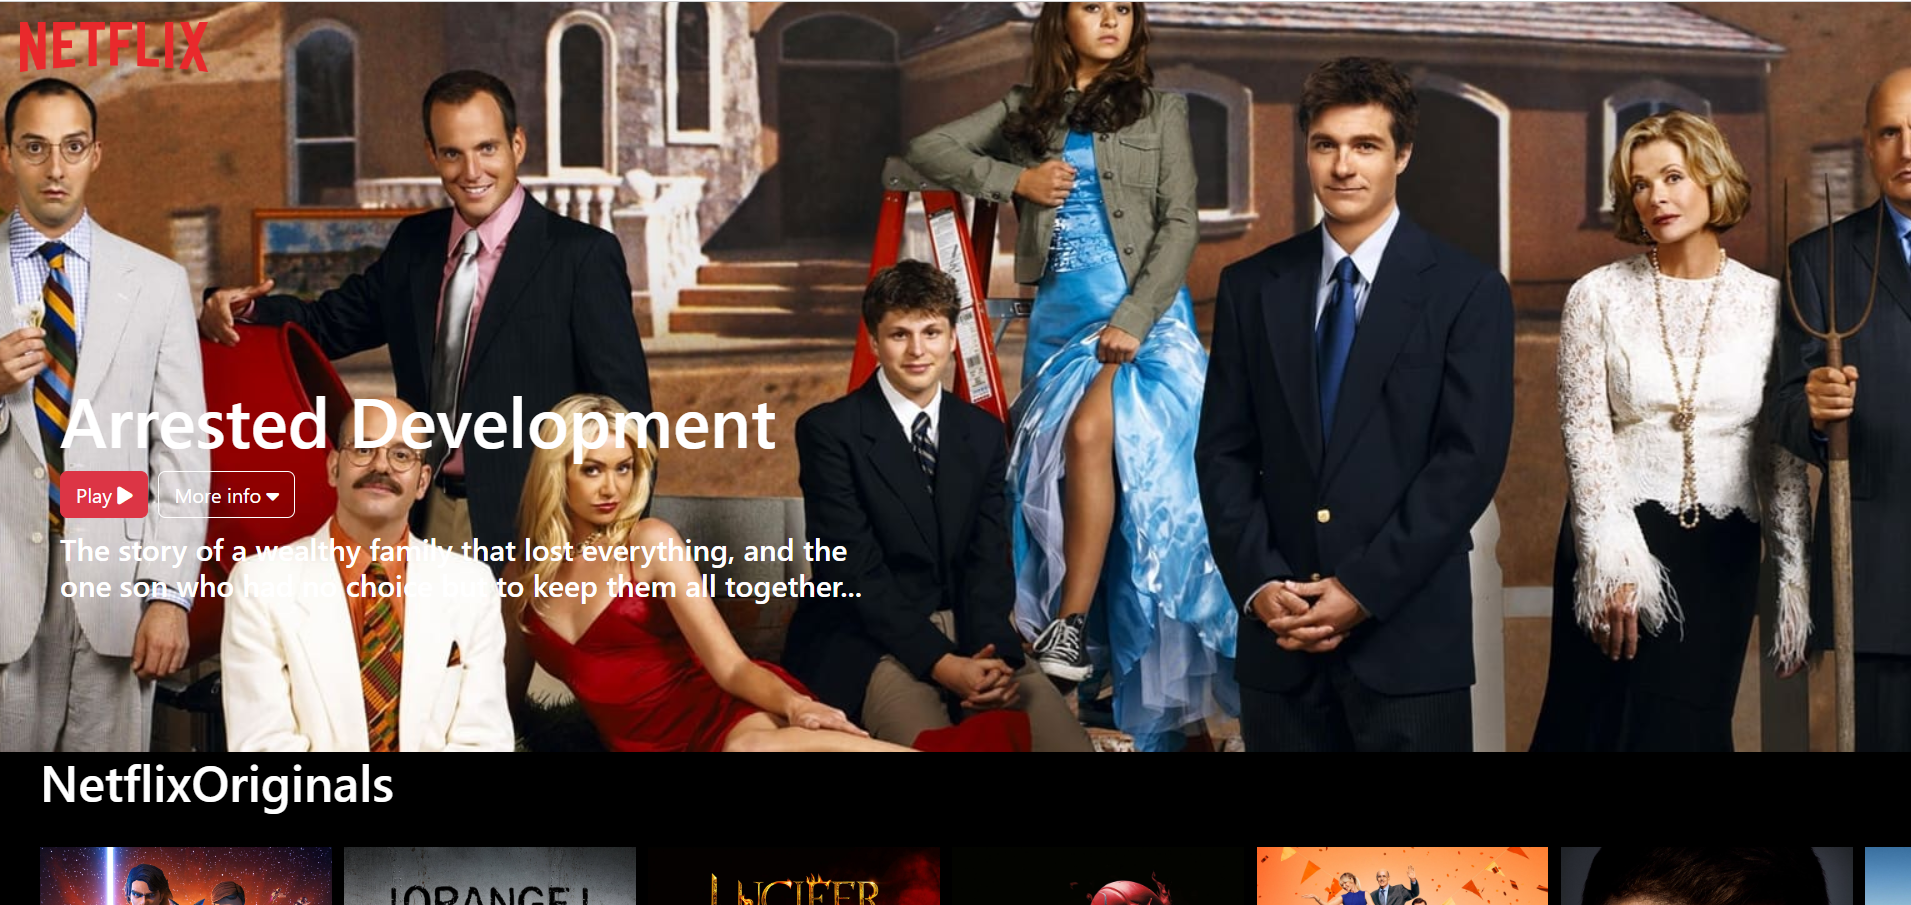 NETFLIX
Arrested Development
Play
More info
The story of a wealthy family that lost everything, and the
one son who had no choice but to keep them all together...
NetflixOriginals
ORANGE
LUCIFER